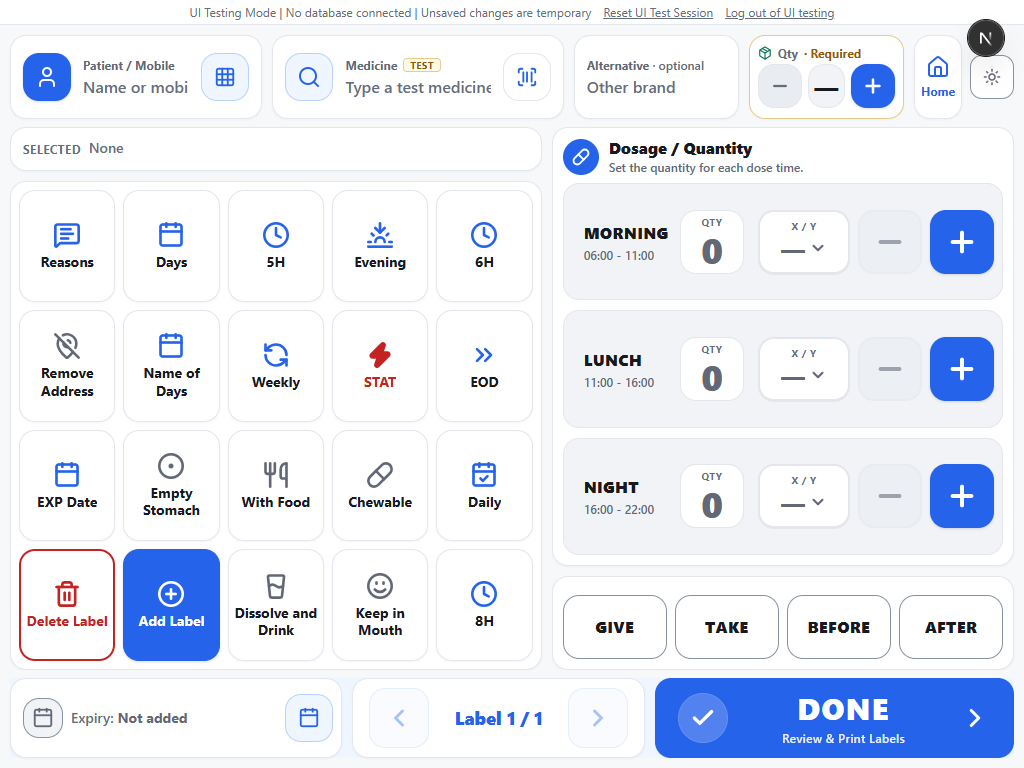 UI Testing Mode | No database connected | Unsaved changes are temporary Reset UI Test Session Log out of UI testing
Patient / Mobile
Name or mobi
Medicine TEST
Type a test medicine
Alternative · optional
Other brand
Qty · Required
—
Home
N
SELECTED None
Reasons
Days
5H
Evening
6H
Remove
Address
Name of
Days
Weekly
STAT
EOD
EXP Date
Empty
Stomach
With Food
Chewable
Daily
Delete Label
Add Label
Dissolve and
Drink
Keep in
Mouth
8H
Dosage / Quantity
Set the quantity for each dose time.
MORNING
06:00 - 11:00
QTY
0
X / Y
—
LUNCH
11:00 - 16:00
QTY
0
X / Y
—
NIGHT
16:00 - 22:00
QTY
0
X / Y
—
GIVE
TAKE
BEFORE
AFTER
Expiry: Not added
Label 1 / 1
DONE
Review & Print Labels